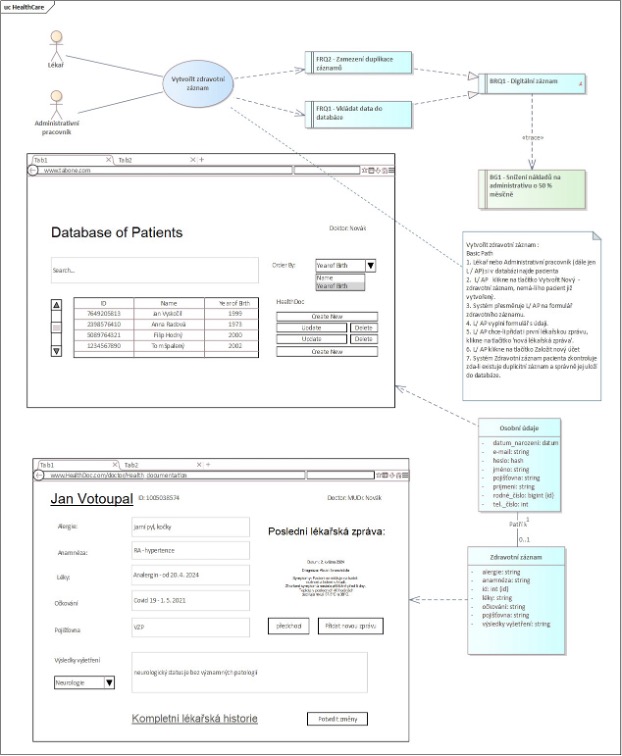 uc HealthCare
Lékař
Administrativní
pracovník
Vytvořit zdravotní
záznam
FRQ2 - Zamezení duplikace
záznamů
FRQ1 - Vkládat data do
databáze
BRQ1 - Digitální záznam
«trace»
BG1 - Snížení nákladů na
administrativu o 50 %
měsíčně
Tab1
Tab2
www.tabone.com
Database of Patients
Doctor: Novák
Search...
Order By:
Year of Birth
Name
Year of Birth
ID Name Year of Birth
7649205813 Jan Vyskočil 1999
2398576410 Anna Radová 1973
5089764321 Filip Hodný 2000
1234567890 Tom Spálený 2002
HealthDoc
Create New
Update Delete
Update Delete
Create New
Vytvořit zdravotní záznam :
Basic Path
1. Lékař nebo Administrativní pracovník (dále jen
L / AP) si v databázi najde pacienta
2. L/ AP klikne na tlačítko Vytvořit Nový -
zdravotní záznam, nemá-li pacient již
vytvořený.
3. Systém přesměruje L/ AP na formulář
zdravotního záznamu.
4. L/ AP vyplní formulář s údaji.
5. L/ AP chce-li přidat i první lékařskou zprávu,
klikne na tlačítko 'nová lékařská zpráva'.
6. L/ AP klikne na tlačítko Založit nový účet
7. Systém Zdravotní záznam pacienta zkontroluje
zda-li existuje duplicitní záznam a správně jej uloží
do databáze.
Osobní údaje
- datum_narození: datum
- e-mail: string
- heslo: hash
- jméno: string
- pojišťovna: string
- příjmení: string
- rodné_číslo: bigint {id}
- tel._číslo: int
1
Patří k
0..1
Zdravotní záznam
- alergie: string
- anamnéza: string
- id: int {id}
- léky: string
- očkování: string
- pojišťovna: string
- výsledky vyšetření: string
Tab1
Tab2
www.HealthDoc.com/doctor/health_documentation
Jan Votoupal ID: 1005038574
Doctor: MUDr. Novák
Alergie:
jarní pyl, kočky
Anamnéza:
RA - hypertenze
Léky:
Analergin - od 20. 4. 2024
Očkování
Covid 19 - 1. 5. 2021
Pojišťovna
VZP
Poslední lékařská zpráva:
předchozí
Přidat novou zprávu
Výsledky vyšetření
Neurologie:
neurologický status je bez významných patologií
Kompletní lékařská historie
Potvrdit změny